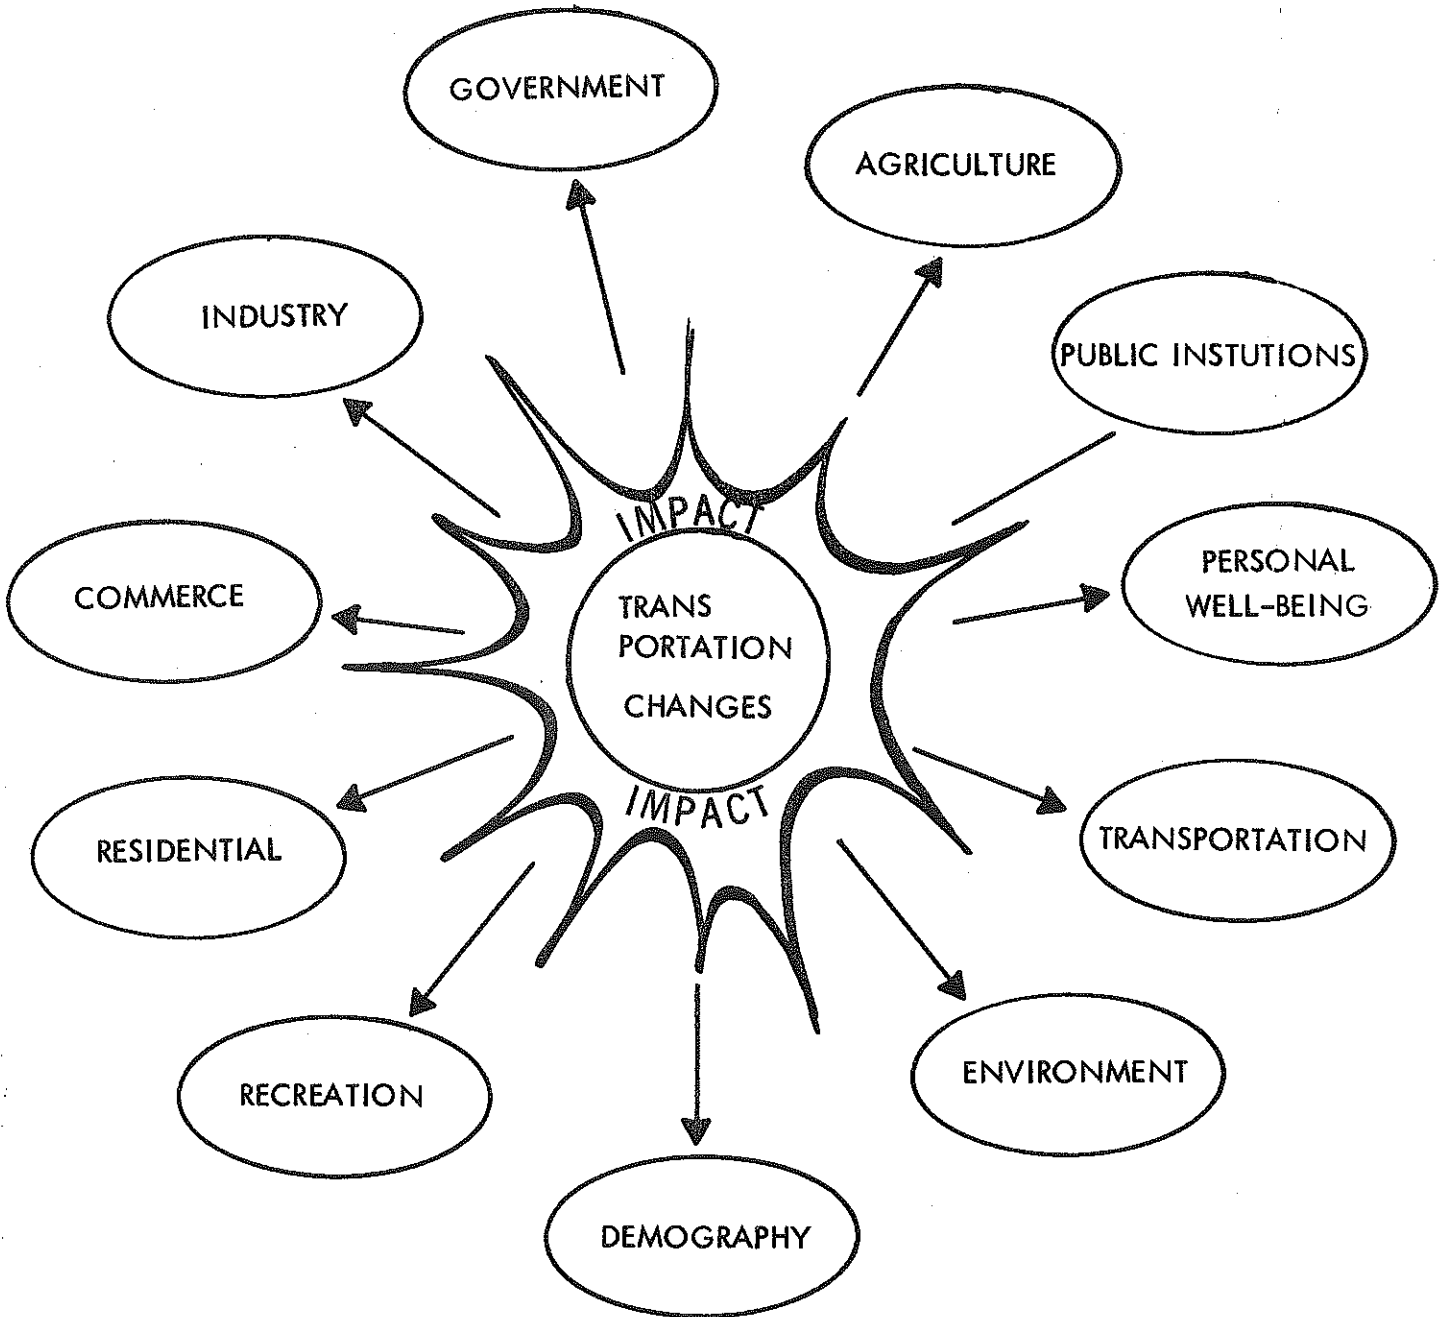 GOVERNMENT
AGRICULTURE
INDUSTRY
PUBLIC INSTUTIONS
IMPACT
PERSONAL
WELL-BEING
COMMERCE
TRANS
PORTATION
CHANGES
IMPACT
TRANSPORTATION
RESIDENTIAL
ENVIRONMENT
RECREATION
DEMOGRAPHY